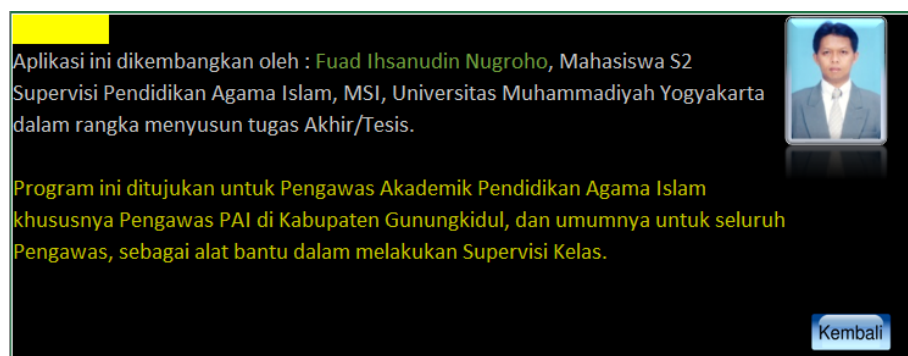 Aplikasi ini dikembangkan oleh : Fuad Ihsanudin Nugroho, Mahasiswa S2
Supervisi Pendidikan Agama Islam, MSI, Universitas Muhammadiyah Yogyakarta
dalam rangka menyusun tugas Akhir/Tesis.
Program ini ditujukan untuk Pengawas Akademik Pendidikan Agama Islam
khususnya Pengawas PAI di Kabupaten Gunungkidul, dan umumnya untuk seluruh
Pengawas, sebagai alat bantu dalam melakukan Supervisi Kelas.
Kembali